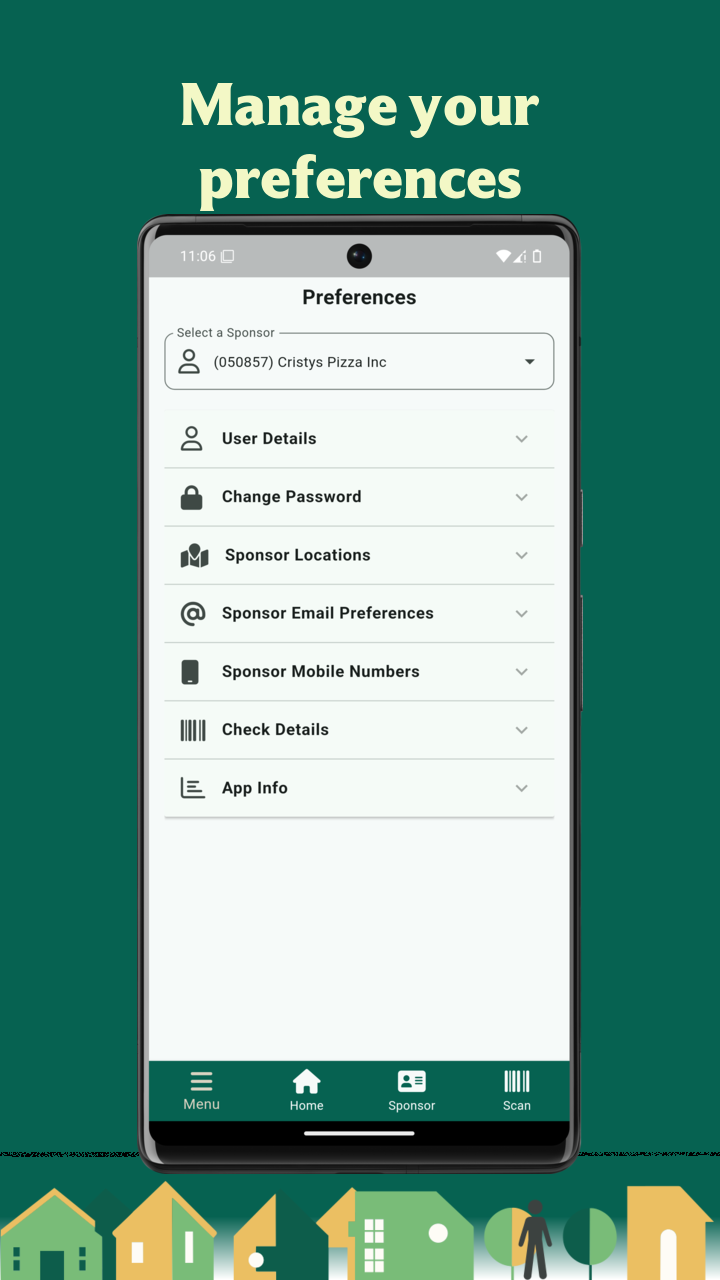 Manage your
preferences
11:06
Preferences
Select a Sponsor
(050857) Cristys Pizza Inc
User Details
Change Password
Sponsor Locations
Sponsor Email Preferences
Sponsor Mobile Numbers
Check Details
App Info
Menu Home Sponsor Scan